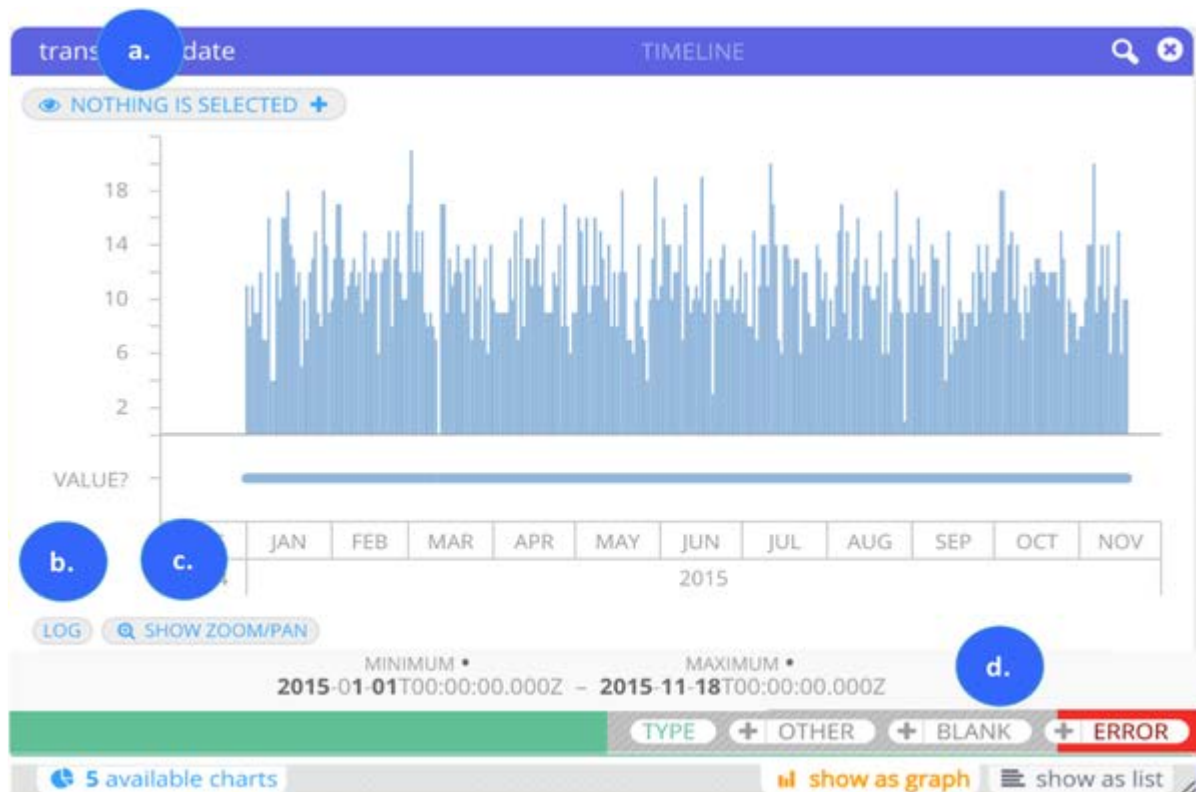 trans date TIMELINE
a.
NOTHING IS SELECTED
18
14
10
6
2
VALUE?
JAN FEB MAR APR MAY JUN JUL AUG SEP OCT NOV
2015
b.
c.
LOG SHOW ZOOM/PAN
MINIMUM • MAXIMUM •
2015-01-01T00:00:00.000Z – 2015-11-18T00:00:00.000Z
d.
TYPE + OTHER + BLANK + ERROR
5 available charts show as graph show as list